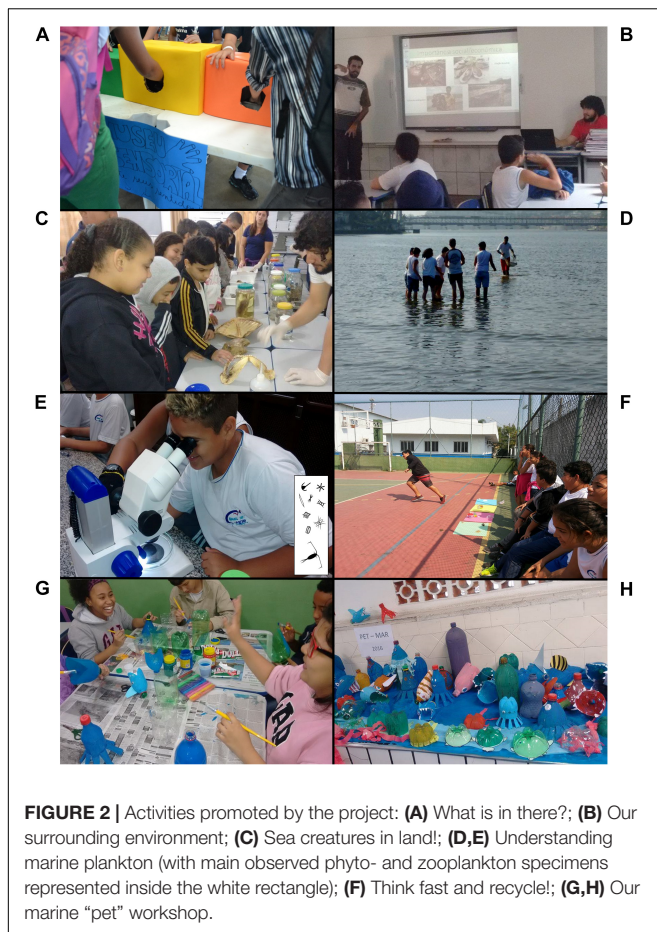 A
B
C
D
E
F
G
H
PET – MAR
2016
FIGURE 2 | Activities promoted by the project: (A) What is in there?; (B) Our
surrounding environment; (C) Sea creatures in land!; (D,E) Understanding
marine plankton (with main observed phyto- and zooplankton specimens
represented inside the white rectangle); (F) Think fast and recycle!; (G,H) Our
marine “pet” workshop.